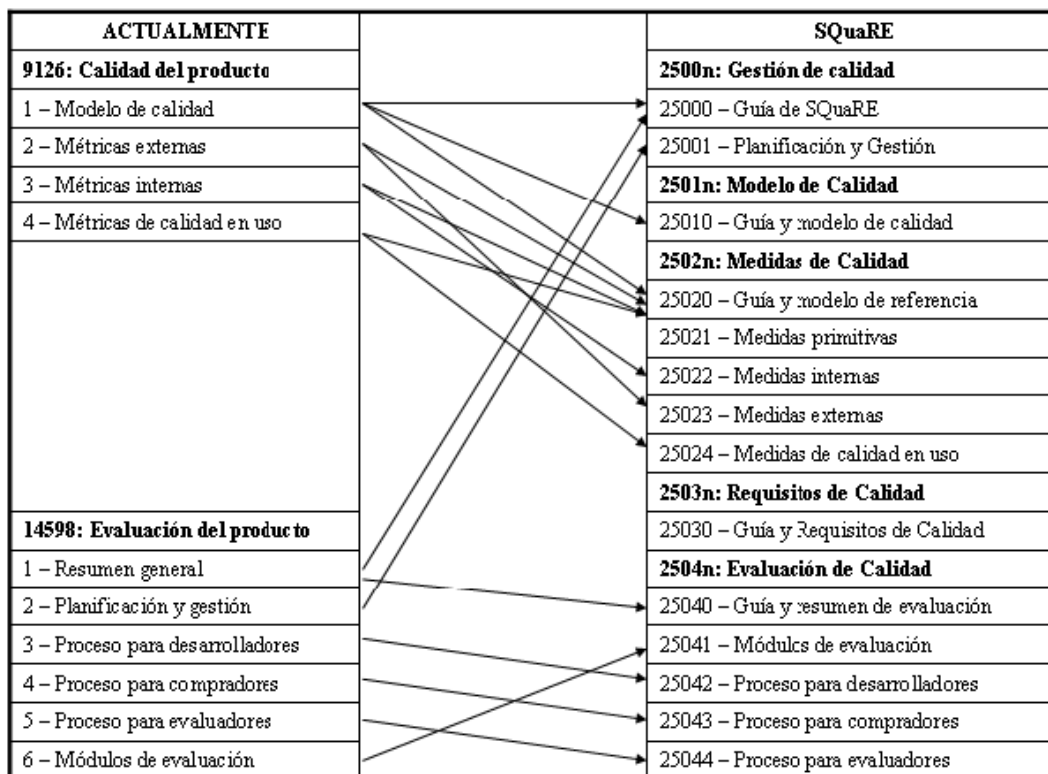 ACTUALMENTE
9126: Calidad del producto
1 – Modelo de calidad
2 – Métricas externas
3 – Métricas internas
4 – Métricas de calidad en uso
14598: Evaluación del producto
1 – Resumen general
2 – Planificación y gestión
3 – Proceso para desarrolladores
4 – Proceso para compradores
5 – Proceso para evaluadores
6 – Módulos de evaluación
SQuaRE
2500n: Gestión de calidad
25000 – Guía de SQuaRE
25001 – Planificación y Gestión
2501n: Modelo de Calidad
25010 – Guía y modelo de calidad
2502n: Medidas de Calidad
25020 – Guía y modelo de referencia
25021 – Medidas primitivas
25022 – Medidas internas
25023 – Medidas externas
25024 – Medidas de calidad en uso
2503n: Requisitos de Calidad
25030 – Guía y Requisitos de Calidad
2504n: Evaluación de Calidad
25040 – Guía y resumen de evaluación
25041 – Módulos de evaluación
25042 – Proceso para desarrolladores
25043 – Proceso para compradores
25044 – Proceso para evaluadores